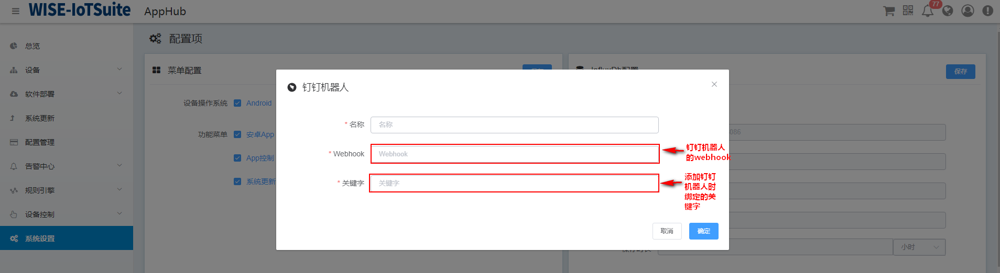 WISE-IoTSuite AppHub
77
总览
设备
软件部署
系统更新
配置管理
告警中心
规则引擎
设备控制
系统设置
配置项
菜单配置
设备操作系统 Android
功能菜单 安卓App
App控制
系统更新
InfluxDb配置
保存
086
小时
钉钉机器人
* 名称 名称
* Webhook Webhook
* 关键字 关键字
钉钉机器人
的webhook
添加钉钉
机器人时
绑定的关
键字
取消 确定